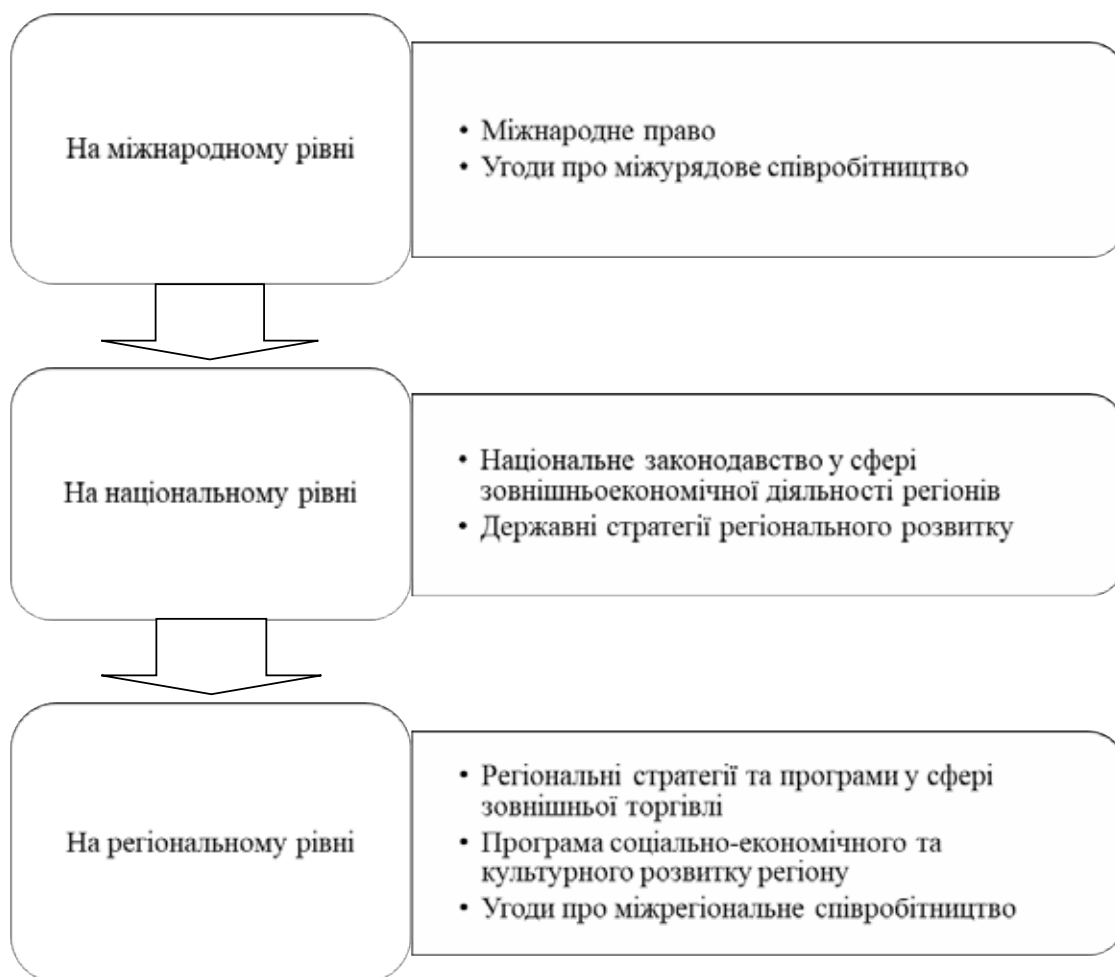 На міжнародному рівні
• Міжнародне право
• Угоди про міжурядове співробітництво
На національному рівні
• Національне законодавство у сфері
зовнішньоекономічної діяльності регіонів
• Державні стратегії регіонального розвитку
На регіональному рівні
• Регіональні стратегії та програми у сфері
зовнішньої торгівлі
• Програма соціально-економічного та
культурного розвитку регіону
• Угоди про міжрегіональне співробітництво